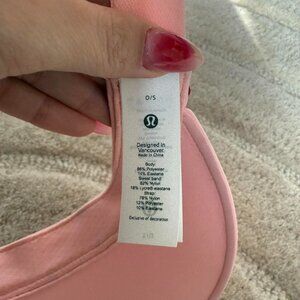 O/S
Designed in
Vancouver
Made in China
Body:
86% Polyester
14% Elastane
Sweat band:
82% Nylon
18% Lycra® elastane
Strap:
78% Nylon
12% Polyester
10% Elastane
Exclusive of decoration